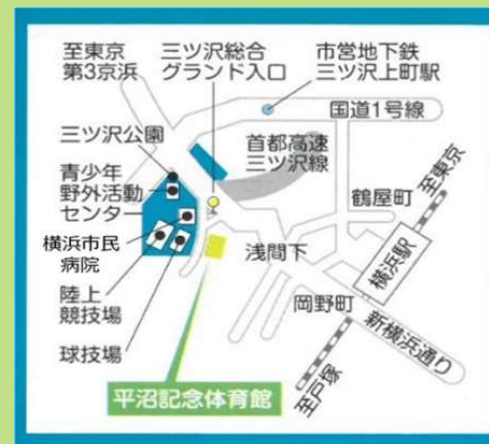 至東京
第3京浜
三ツ沢総合
グランド入口
市営地下鉄
三ツ沢上町駅
国道1号線
三ツ沢公園
首都高速
三ツ沢線
至東京
青少年
野外活動
センター
鶴屋町
横浜市民
病院
浅間下
横浜駅
陸上
競技場
岡野町
新横浜通り
球技場
至戸塚
平沼記念体育館